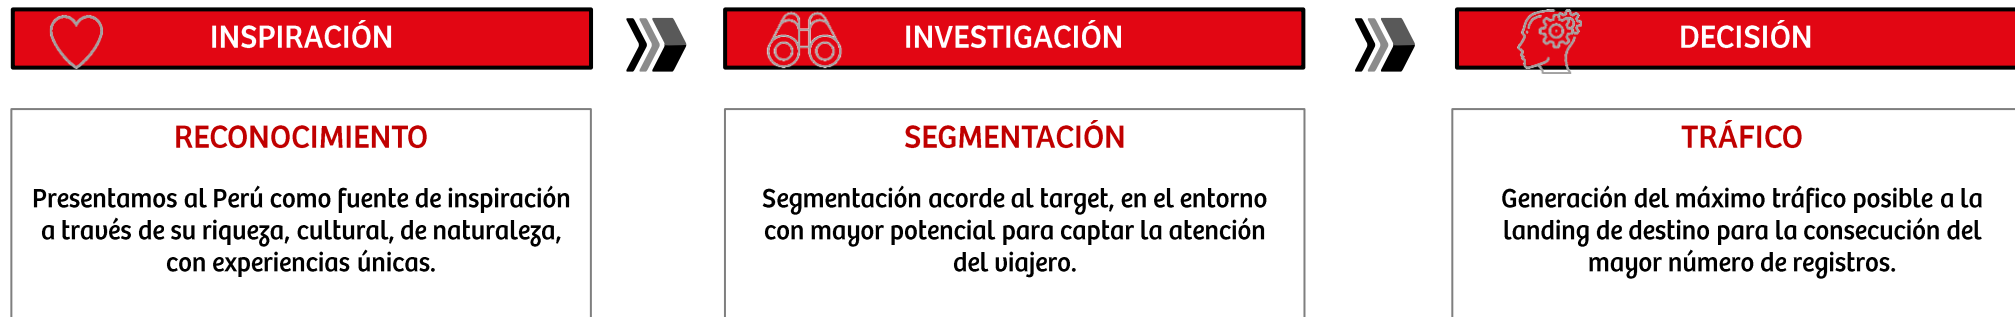 INSPIRACIÓN
INVESTIGACIÓN
DECISIÓN
RECONOCIMIENTO
Presentamos al Perú como fuente de inspiración
a través de su riqueza, cultural, de naturaleza,
con experiencias únicas.
SEGMENTACIÓN
Segmentación acorde al target, en el entorno
con mayor potencial para captar la atención
del viajero.
TRÁFICO
Generación del máximo tráfico posible a la
landing de destino para la consecución del
mayor número de registros.